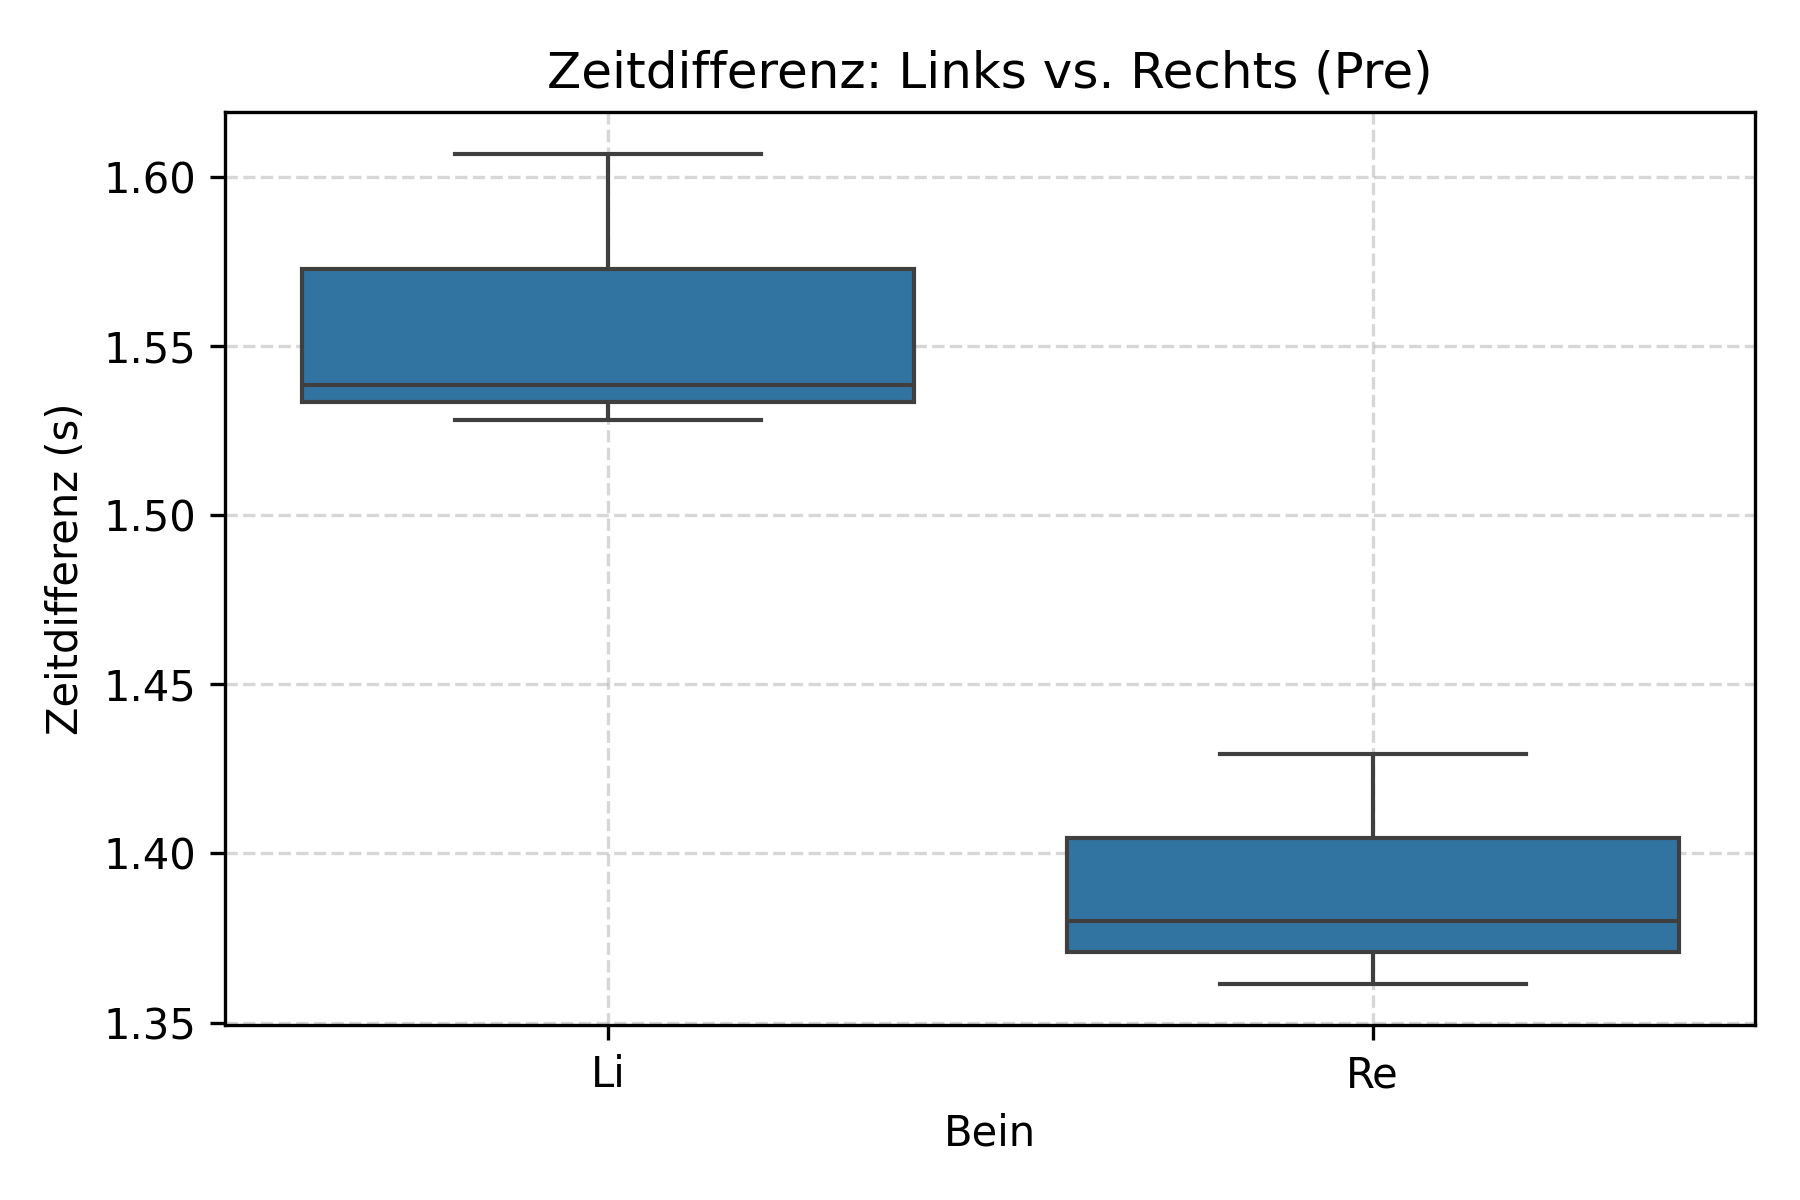 Zeitdifferenz: Links vs. Rechts (Pre)
Zeitdifferenz (s)
1.60
1.55
1.50
1.45
1.40
1.35
Li
Re
Bein